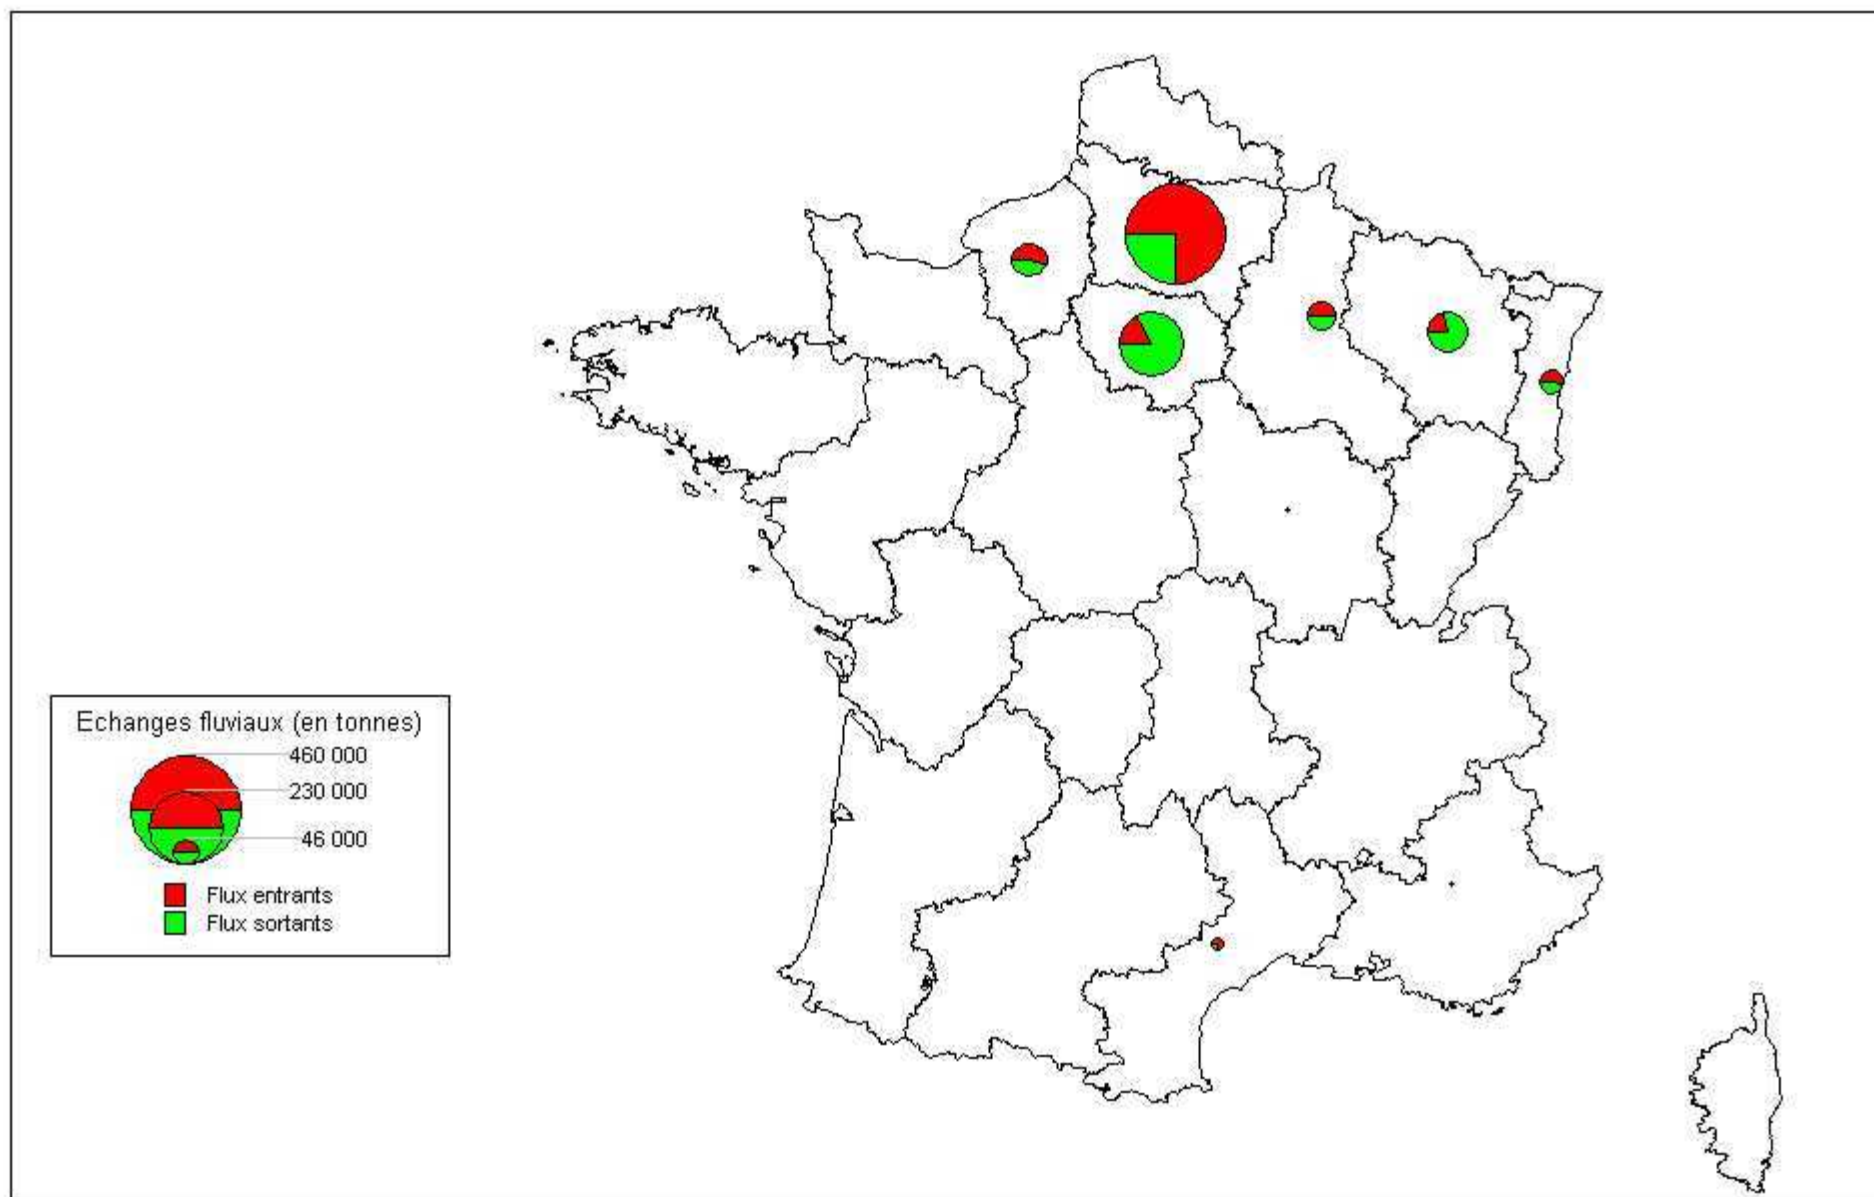 Echanges fluviaux (en tonnes)
460 000
230 000
46 000
Flux entrants
Flux sortants